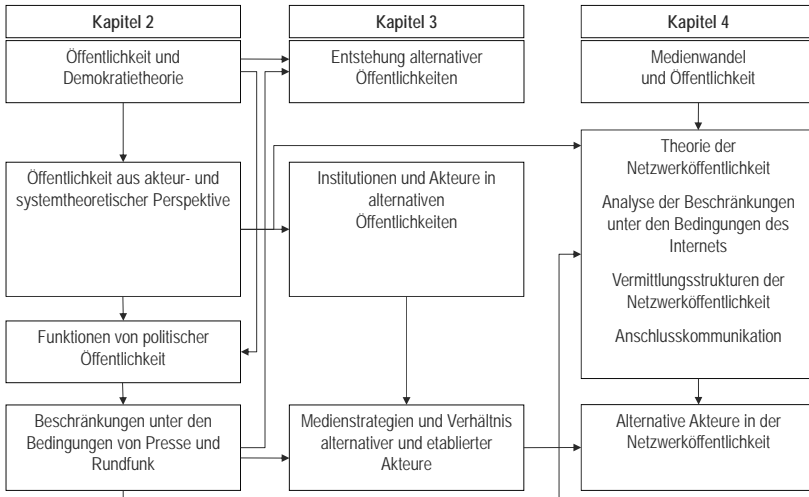 Kapitel 2
Öffentlichkeit und
Demokratietheorie
Öffentlichkeit aus akteur- und
systemtheoretischer Perspektive
Funktionen von politischer
Öffentlichkeit
Beschränkungen unter den
Bedingungen von Presse und
Rundfunk
Kapitel 3
Entstehung alternativer
Öffentlichkeiten
Institutionen und Akteure in
alternativen
Öffentlichkeiten
Medienstrategien und Verhältnis
alternativer und etablierter
Akteure
Kapitel 4
Medienwandel
und Öffentlichkeit
Theorie der
Netzwerköffentlichkeit
Analyse der Beschränkungen
unter den Bedingungen des
Internets
Vermittlungsstrukturen der
Netzwerköffentlichkeit
Anschlusskommunikation
Alternative Akteure in der
Netzwerköffentlichkeit